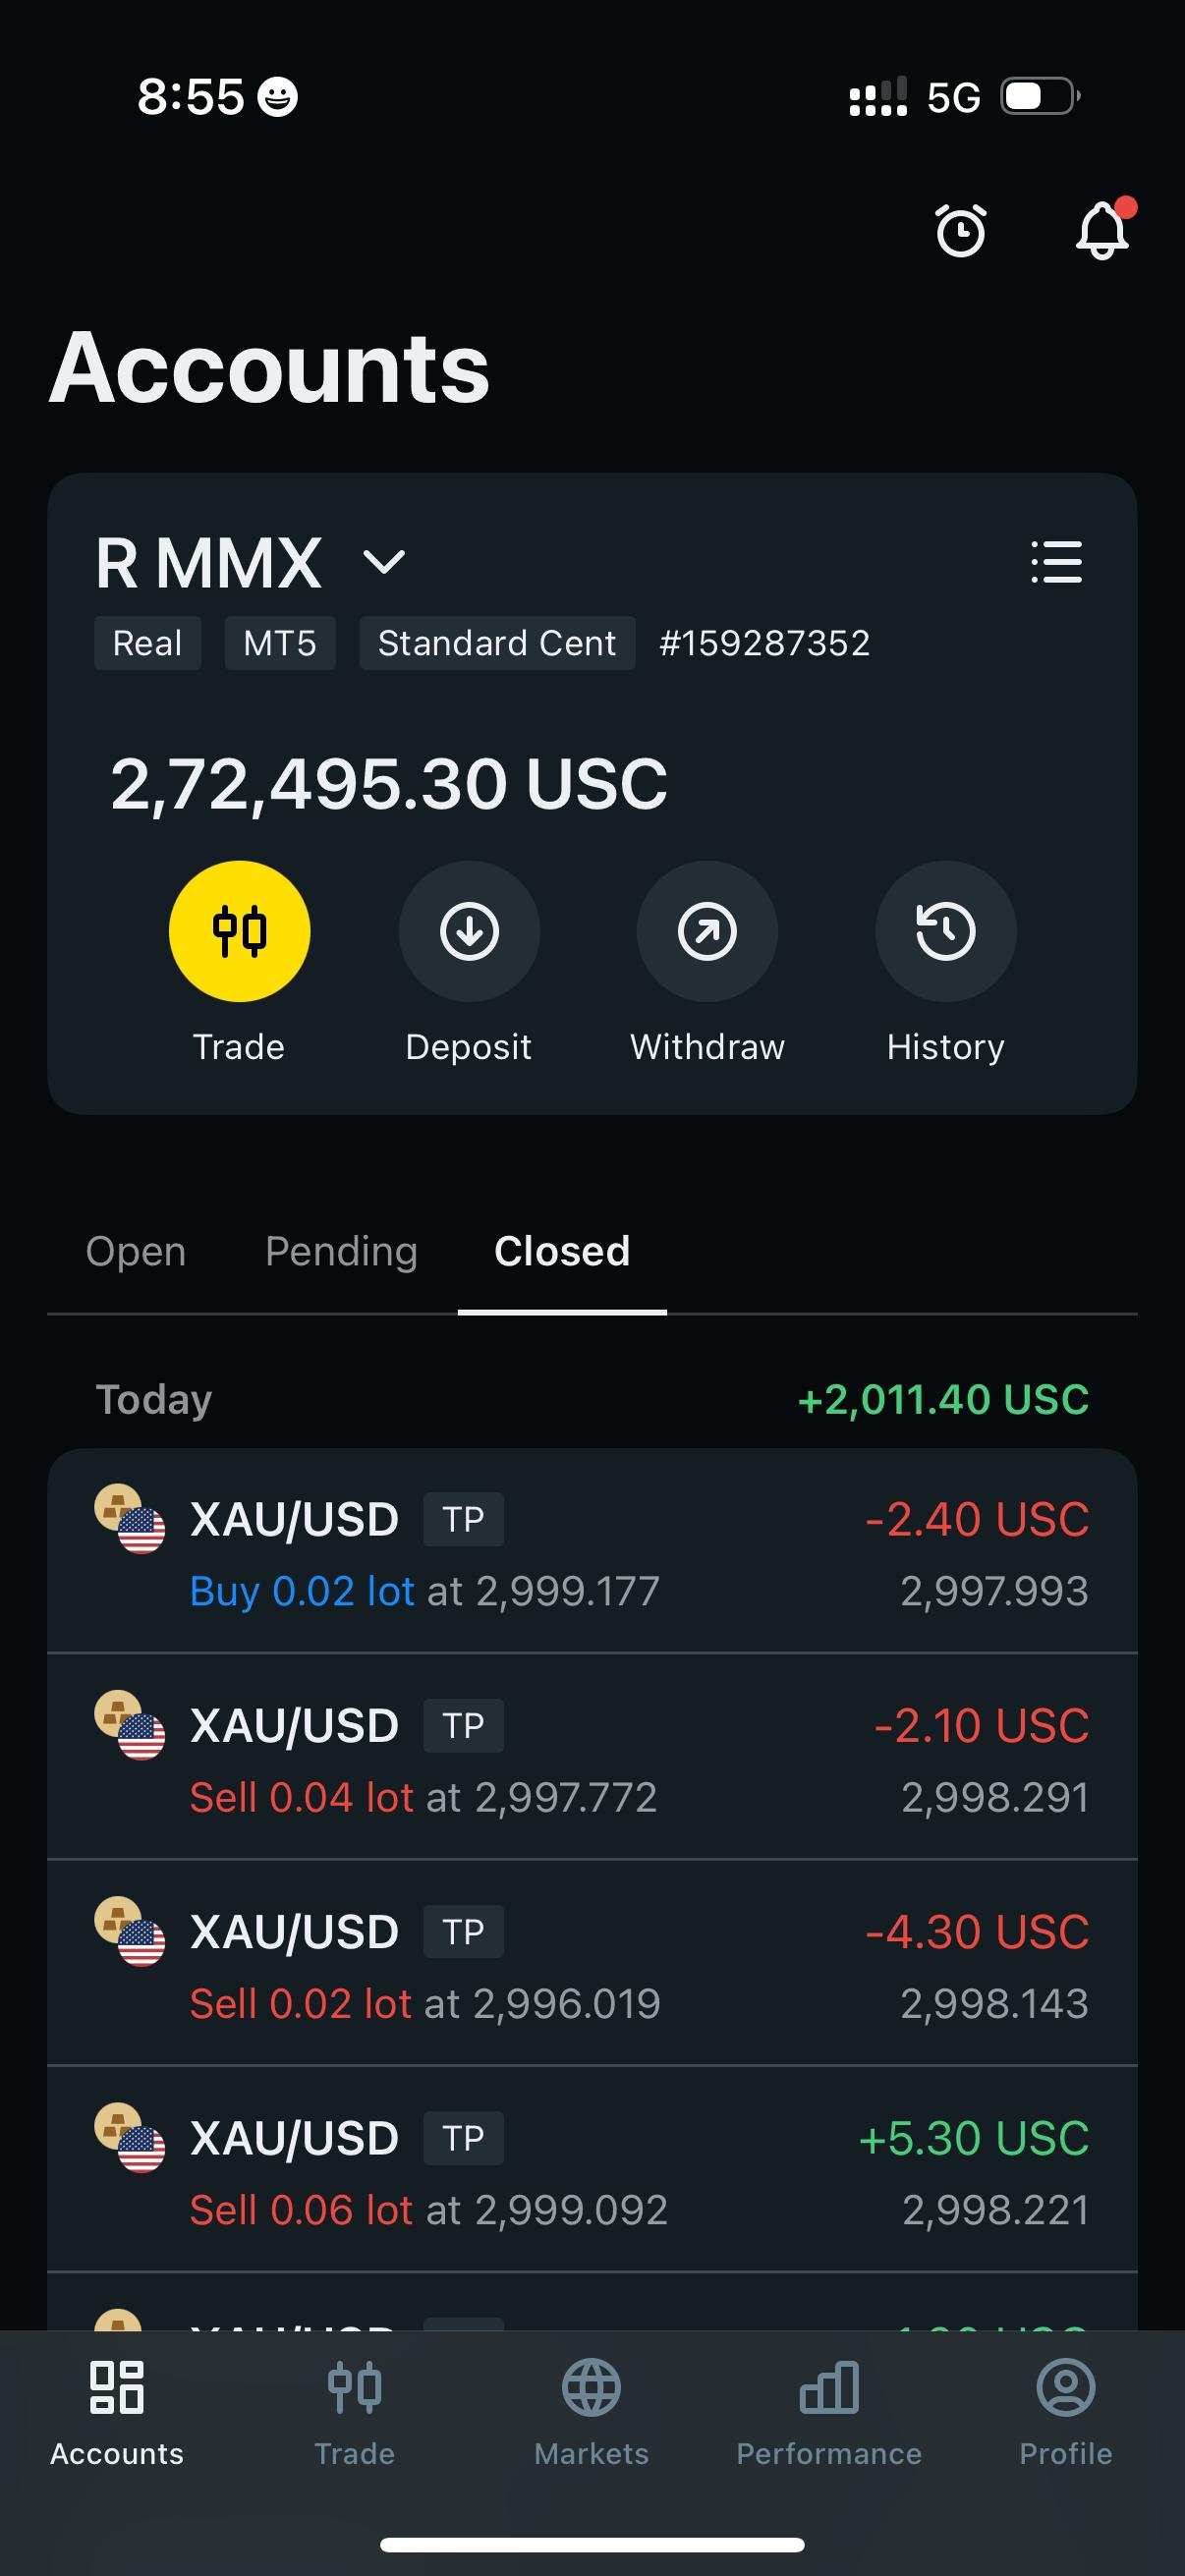 8:55 5G
Accounts
R MMX
Real MT5 Standard Cent #159287352
2,72,495.30 USC
Trade Deposit Withdraw History
Open Pending Closed
Today +2,011.40 USC
XAU/USD TP -2.40 USC
Buy 0.02 lot at 2,999.177 2,997.993
XAU/USD TP -2.10 USC
Sell 0.04 lot at 2,997.772 2,998.291
XAU/USD TP -4.30 USC
Sell 0.02 lot at 2,996.019 2,998.143
XAU/USD TP +5.30 USC
Sell 0.06 lot at 2,999.092 2,998.221
XAU/USD
Accounts Trade Markets Performance Profile